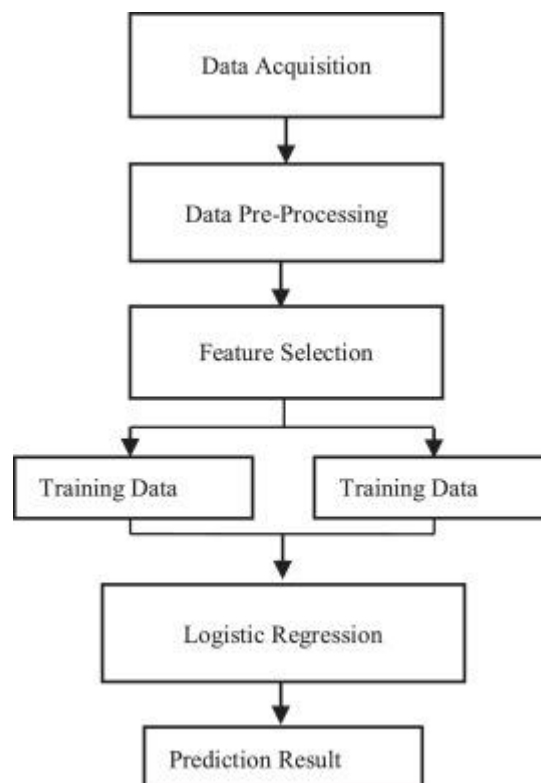 Data Acquisition
Data Pre-Processing
Feature Selection
Training Data
Training Data
Logistic Regression
Prediction Result